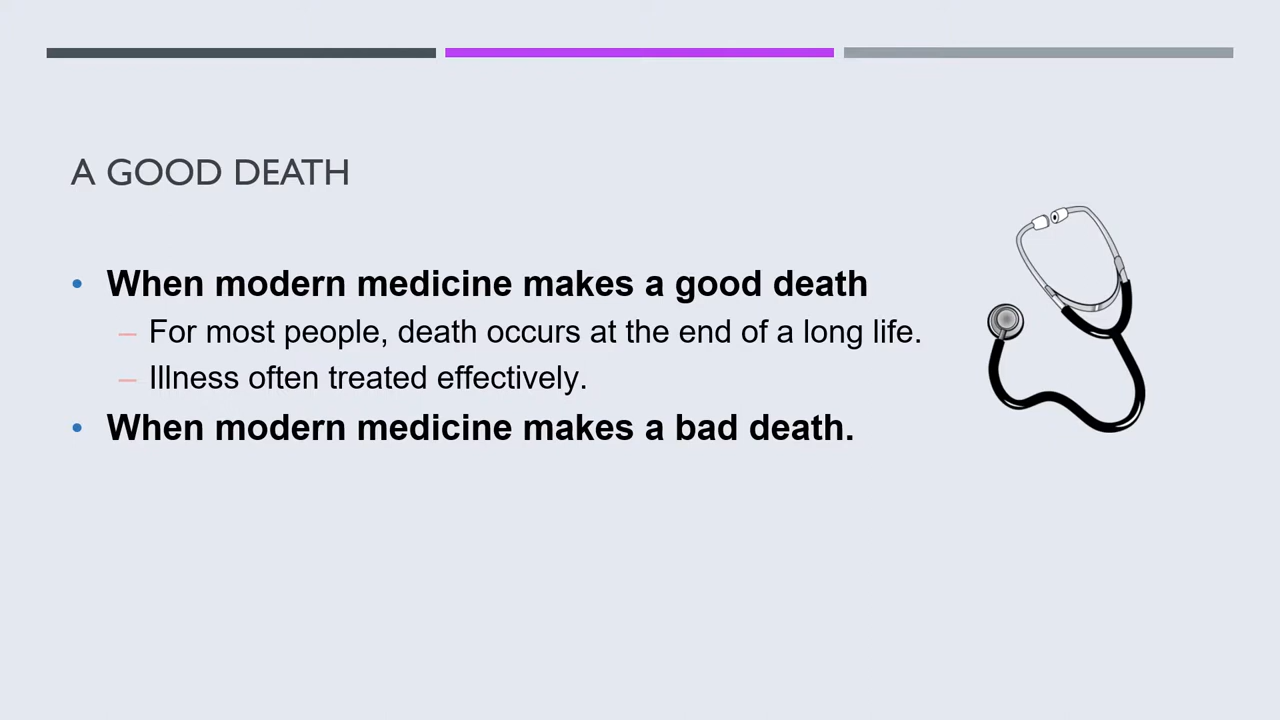 A GOOD DEATH
• When modern medicine makes a good death
– For most people, death occurs at the end of a long life.
– Illness often treated effectively.
• When modern medicine makes a bad death.